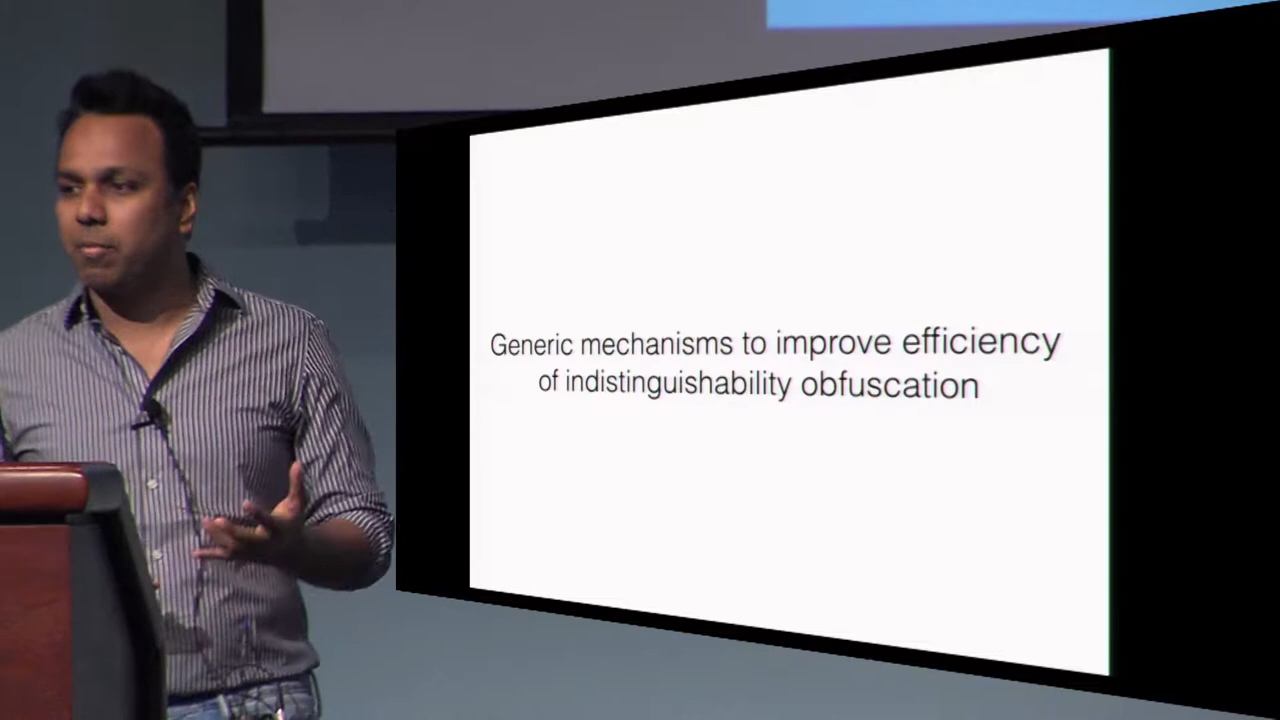 Generic mechanisms to improve efficiency
of indistinguishability obfuscation